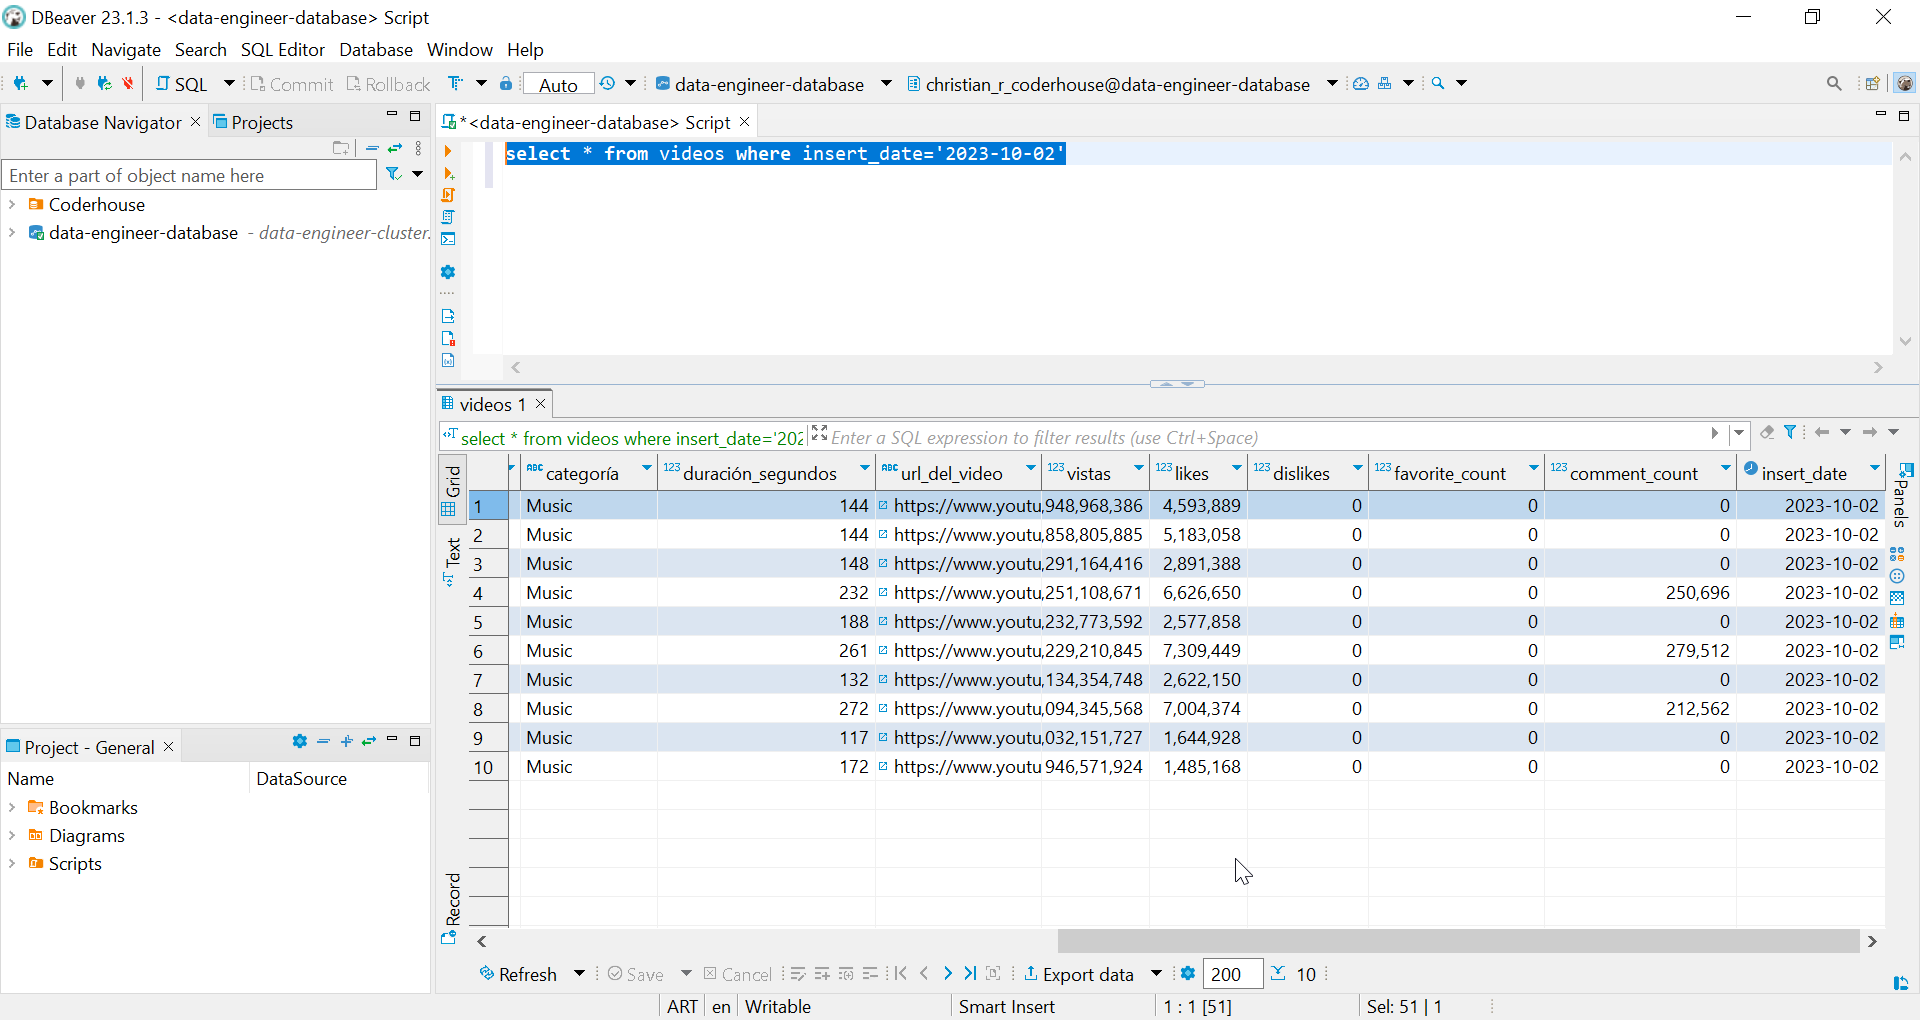 DBeaver 23.1.3 - <data-engineer-database> Script
File Edit Navigate Search SQL Editor Database Window Help
SQL Commit Rollback Auto data-engineer-database christian_r_coderhouse@data-engineer-database
Database Navigator Projects
Enter a part of object name here
Coderhouse
data-engineer-database - data-engineer-cluster.
*<data-engineer-database> Script
select * from videos where insert_date='2023-10-02'
videos 1
select * from videos where insert_date='202 Enter a SQL expression to filter results (use Ctrl+Space)
Grid
Text
Record
Panels
ABC categoría 123 duración_segundos ABC url_del_video 123 vistas 123 likes 123 dislikes 123 favorite_count 123 comment_count insert_date
1 Music 144 https://www.youtu ,948,968,386 4,593,889 0 0 0 2023-10-02
2 Music 144 https://www.youtu ,858,805,885 5,183,058 0 0 0 2023-10-02
3 Music 148 https://www.youtu ,291,164,416 2,891,388 0 0 0 2023-10-02
4 Music 232 https://www.youtu ,251,108,671 6,626,650 0 0 250,696 2023-10-02
5 Music 188 https://www.youtu ,232,773,592 2,577,858 0 0 0 2023-10-02
6 Music 261 https://www.youtu ,229,210,845 7,309,449 0 0 279,512 2023-10-02
7 Music 132 https://www.youtu ,134,354,748 2,622,150 0 0 0 2023-10-02
8 Music 272 https://www.youtu ,094,345,568 7,004,374 0 0 212,562 2023-10-02
9 Music 117 https://www.youtu ,032,151,727 1,644,928 0 0 0 2023-10-02
10 Music 172 https://www.youtu 946,571,924 1,485,168 0 0 0 2023-10-02
Refresh Save Cancel Export data 200 10
Project - General
Name DataSource
Bookmarks
Diagrams
Scripts
ART en Writable Smart Insert 1 : 1 [51] Sel: 51 | 1